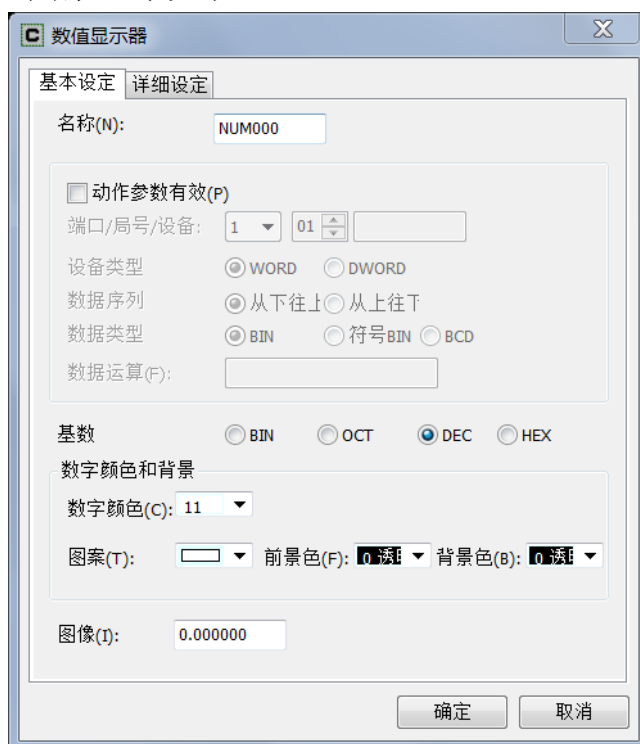 数值显示器
基本设定 详细设定
名称(N): NUM000
动作参数有效(P)
端口/局号/设备: 1 01
设备类型 WORD DWORD
数据序列 从下往上 从上往下
数据类型 BIN 符号BIN BCD
数据运算(F):
基数 BIN OCT DEC HEX
数字颜色和背景
数字颜色(C): 11
图案(T): 前景色(F): 0 透 背景色(B): 0 透
图像(I): 0.000000
确定 取消